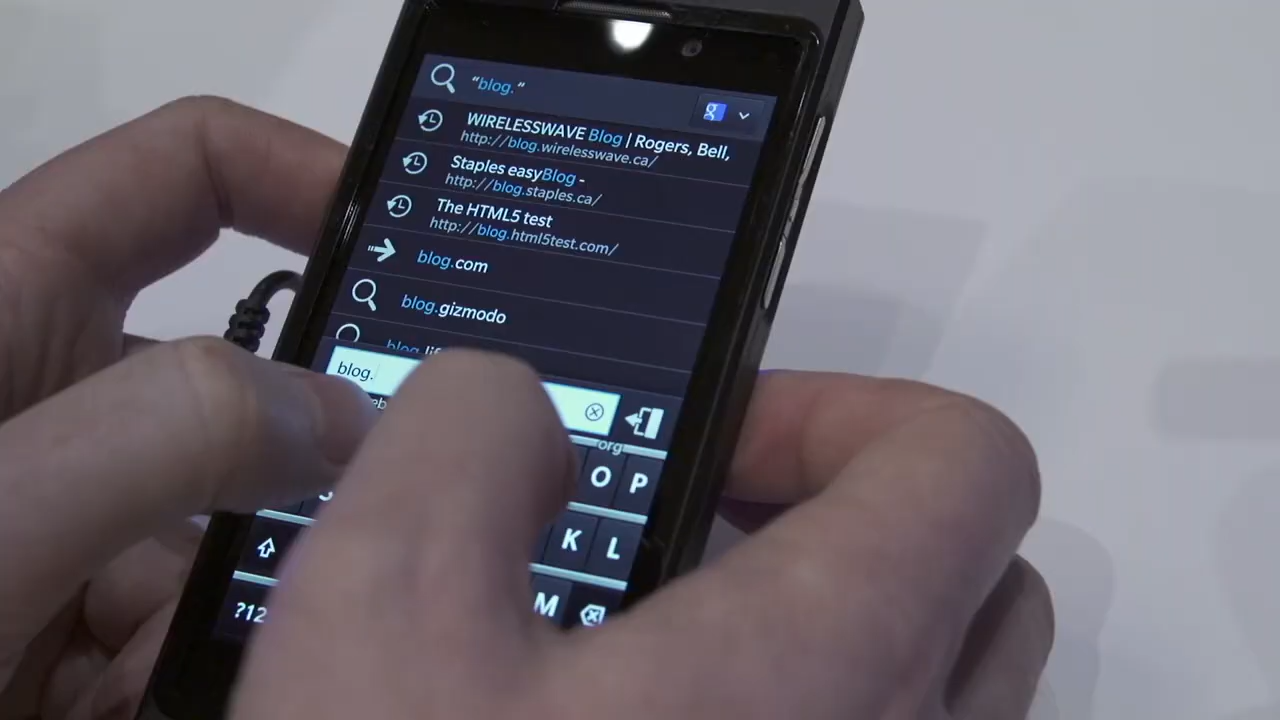 "blog."
g
WIRELESSWAVE Blog | Rogers, Bell,
http://blog.wirelesswave.ca/
Staples easyBlog -
http://blog.staples.ca/
The HTML5 test
http://blog.html5test.com/
blog.com
blog.gizmodo
blog.
org
O P
K L
?12
M